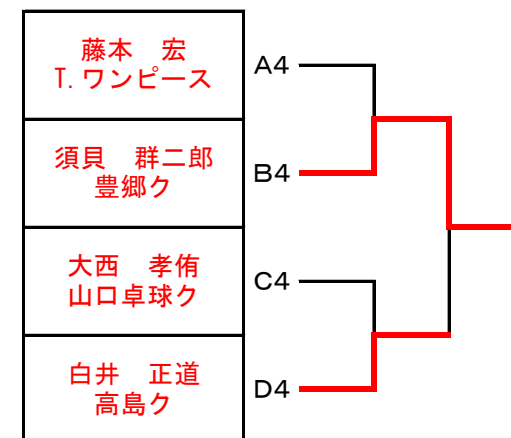 藤本　宏
T.ワンピース
A4
須貝　群二郎
豊郷ク
B4
大西　孝侑
山口卓球ク
C4
白井　正道
高島ク
D4